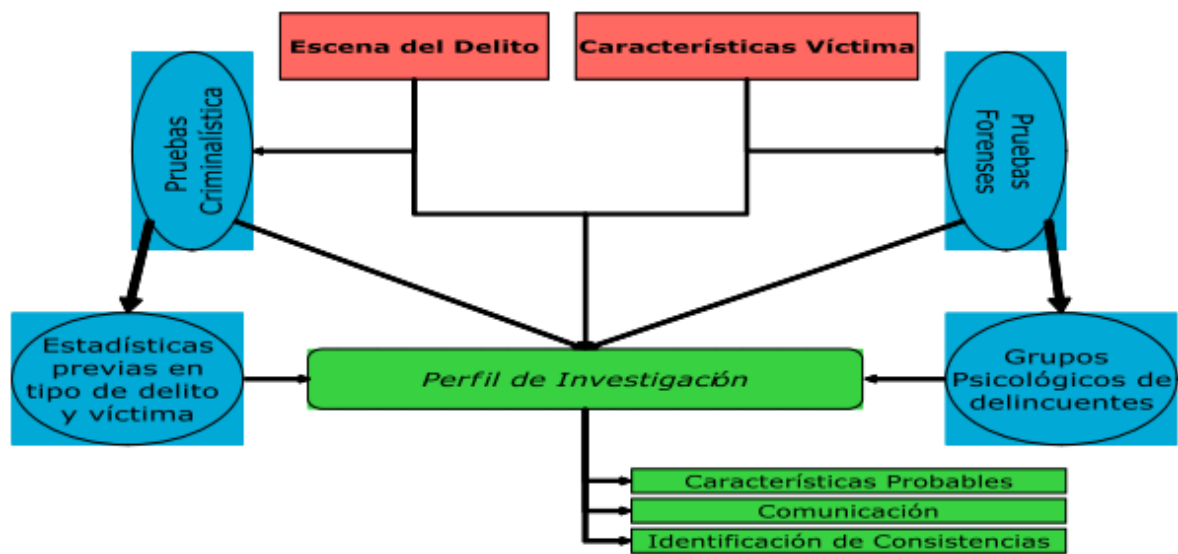 Escena del Delito
Características Víctima
Pruebas
Criminalística
Pruebas
Forenses
Estadísticas
previas en
tipo de delito
y víctima
Perfil de Investigación
Grupos
Psicológicos de
delincuentes
Características Probables
Comunicación
Identificación de Consistencias